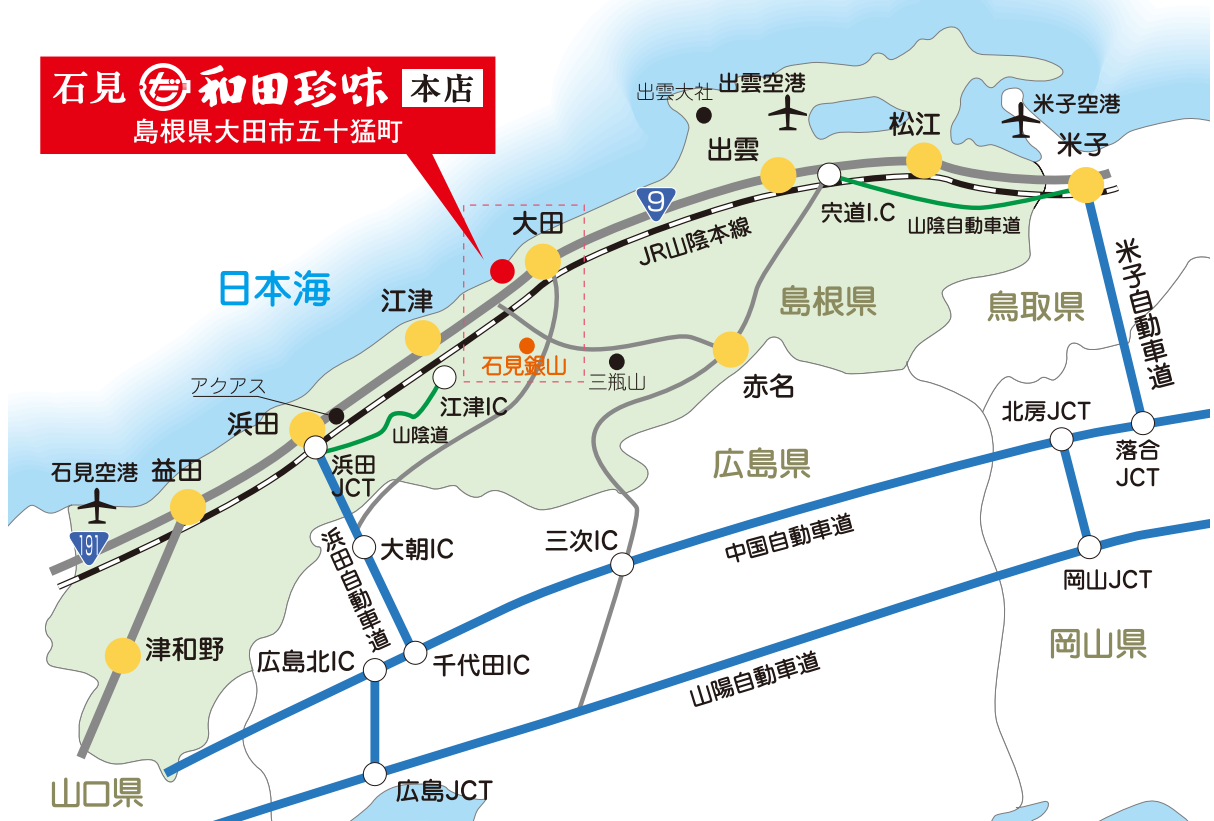 石見 だ 和田珍味 本店
島根県大田市五十猛町
出雲大社
出雲空港
米子空港
松江
米子
出雲
9
宍道I.C
山陰自動車道
大田
JR山陰本線
米子自動車道
日本海
江津
島根県
鳥取県
石見銀山
三瓶山
赤名
アクアス
江津IC
北房JCT
浜田
山陰道
落合
JCT
石見空港
益田
浜田
JCT
広島県
191
大朝IC
三次IC
中国自動車道
浜田自動車道
岡山JCT
津和野
広島北IC
千代田IC
山陽自動車道
岡山県
山口県
広島JCT